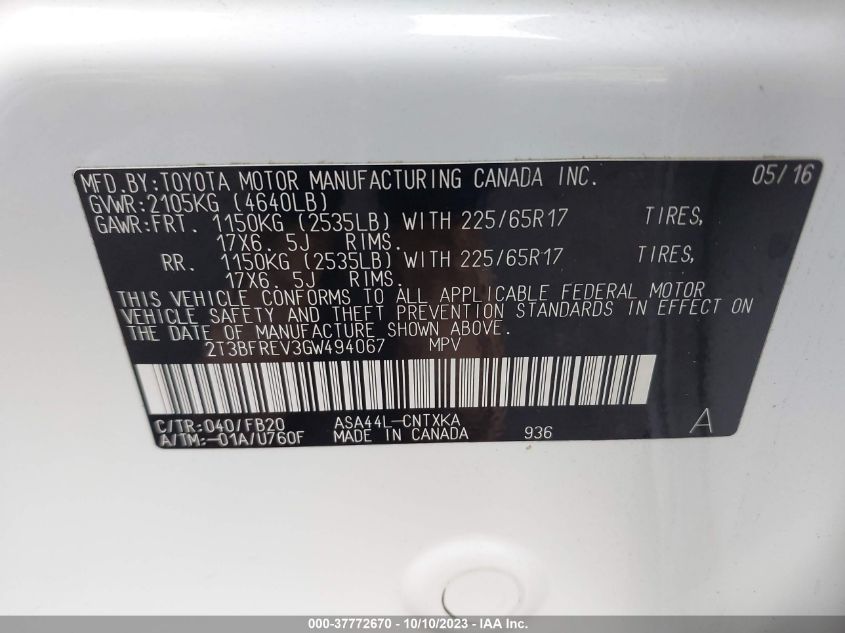 MFD.BY:TOYOTA MOTOR MANUFACTURING CANADA INC. 05/16
GVWR:2105KG (4640LB)
GAWR:FRT. 1150KG (2535LB) WITH 225/65R17 TIRES,
17X6. 5J RIMS.
RR. 1150KG (2535LB) WITH 225/65R17 TIRES,
17X6. 5J RIMS.
THIS VEHICLE CONFORMS TO ALL APPLICABLE FEDERAL MOTOR
VEHICLE SAFETY AND THEFT PREVENTION STANDARDS IN EFFECT ON
THE DATE OF MANUFACTURE SHOWN ABOVE.
2T3BFREV3GW494067 MPV
C/TR:040/FB20 ASA44L-CNTXKA A
A/TM:-01A/U760F MADE IN CANADA 936
000-37772670 - 10/10/2023 - Copyright IAA, Inc.